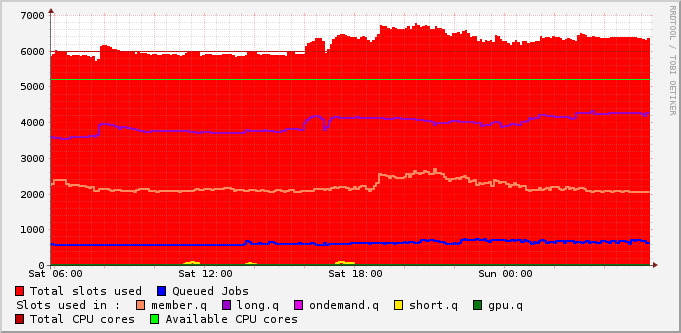 7000
6000
5000
4000
3000
2000
1000
0
Sat 06:00 Sat 12:00 Sat 18:00 Sun 00:00
Total slots used Queued Jobs
Slots used in : member.q long.q ondemand.q short.q gpu.q
Total CPU cores Available CPU cores
RRDTOOL / TOBI OETIKER